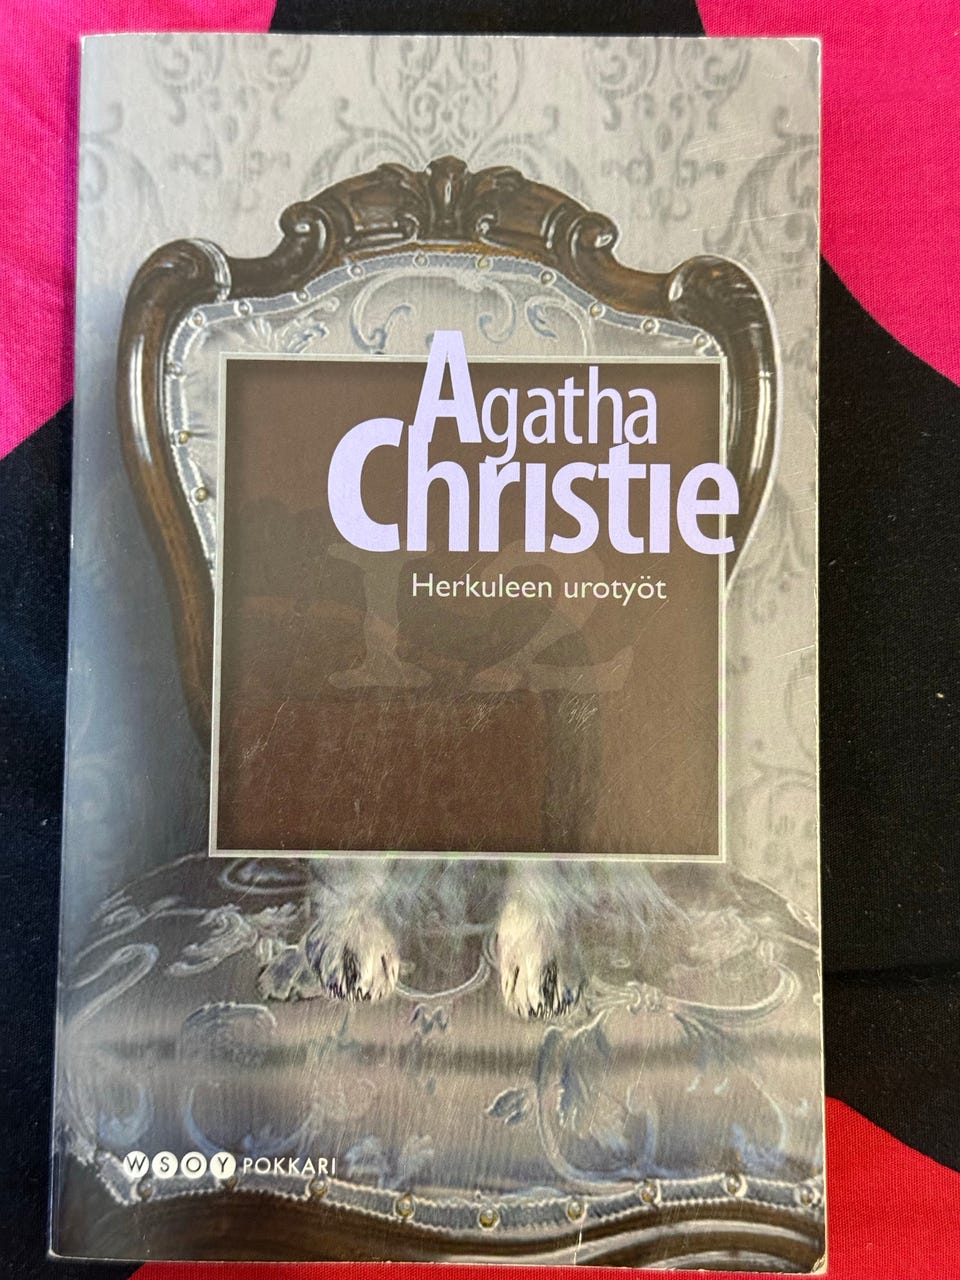 Agatha
Christie
Herkuleen urotyöt
12
WSOY POKKARI